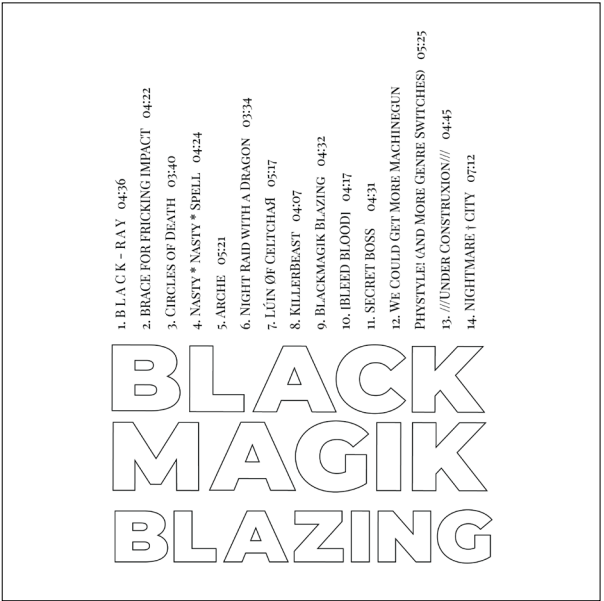 1. B L A C K - R A Y 04:36
2. BRACE FOR FRICKING IMPACT 04:22
3. CIRCLES OF DEATH 03:40
4. NASTY * NASTY * SPELL 04:24
5. ARCHE 05:21
6. NIGHT RAID WITH A DRAGON 03:34
7. LÚIN ØF CELTCHAЯ 05:17
8. KILLERBEAST 04:07
9. BLACKMAGIK BLAZING 04:32
10. [BLEED BLOOD] 04:17
11. SECRET BOSS 04:31
12. WE COULD GET MORE MACHINEGUN
PHYSTYLE! (AND MORE GENRE SWITCHES) 05:25
13. ///UNDER CONSTRUXION/// 04:45
14. NIGHTMARE † CITY 07:12
BLACK
MAGIK
BLAZING